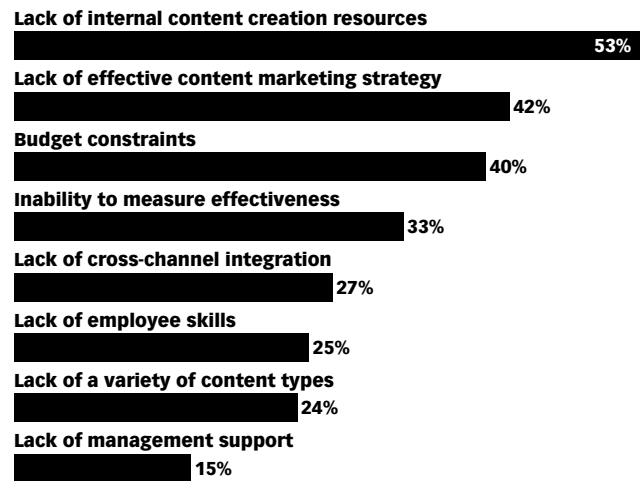 Lack of internal content creation resources
53%
Lack of effective content marketing strategy
42%
Budget constraints
40%
Inability to measure effectiveness
33%
Lack of cross-channel integration
27%
Lack of employee skills
25%
Lack of a variety of content types
24%
Lack of management support
15%